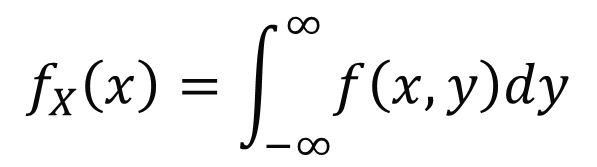 f_X(x) = ∫_{-∞}^{∞} f(x, y)dy